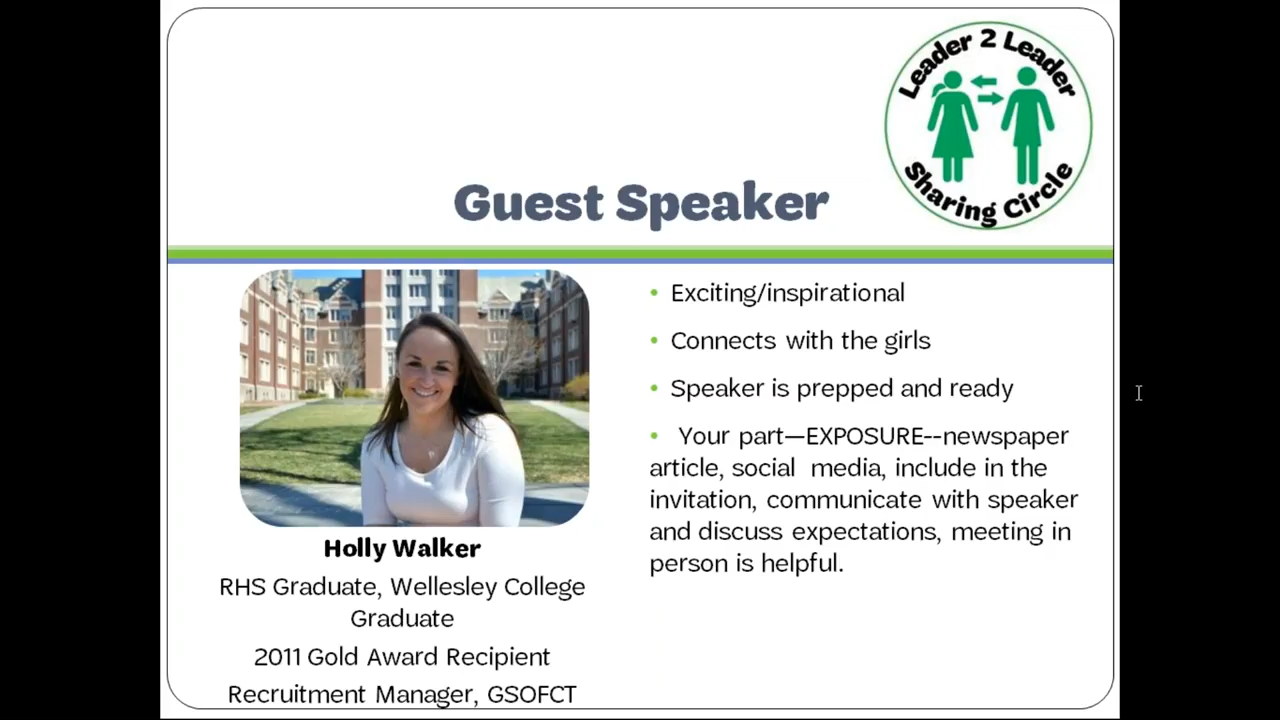 Leader 2 Leader
Sharing Circle
Guest Speaker
Holly Walker
RHS Graduate, Wellesley College
Graduate
2011 Gold Award Recipient
Recruitment Manager, GSOFCT
• Exciting/inspirational
• Connects with the girls
• Speaker is prepped and ready
• Your part—EXPOSURE--newspaper
article, social media, include in the
invitation, communicate with speaker
and discuss expectations, meeting in
person is helpful.